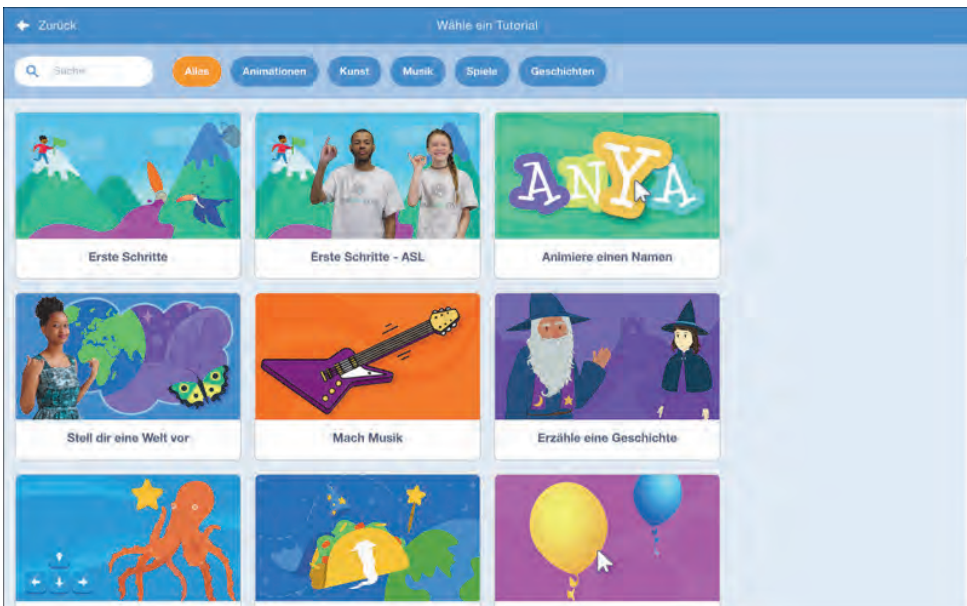 Zurück
Wähle ein Tutorial
Suche
Alles
Animationen
Kunst
Musik
Spiele
Geschichten
ANYA
Erste Schritte
Erste Schritte - ASL
Animiere einen Namen
Stell dir eine Welt vor
Mach Musik
Erzähle eine Geschichte